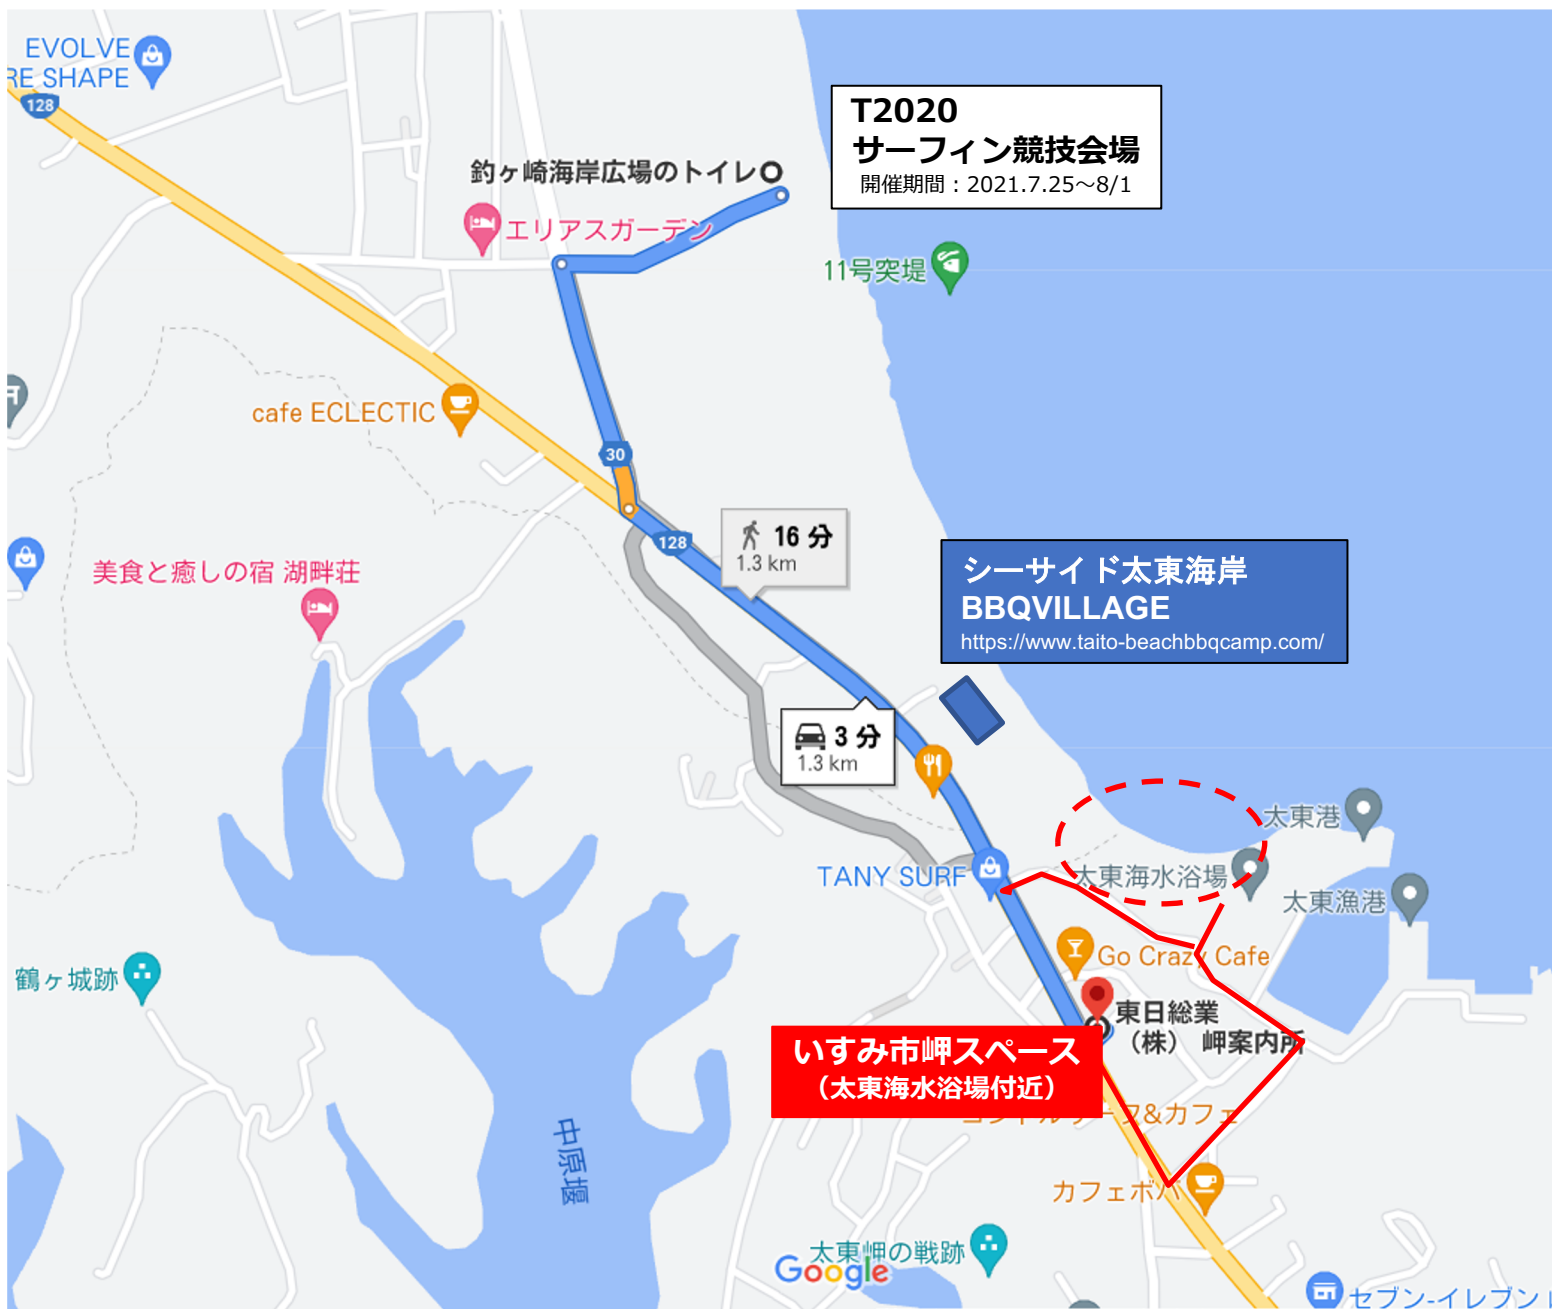 EVOLVE
RE SHAPE
128
T2020
サーフィン競技会場
開催期間：2021.7.25～8/1
釣ヶ崎海岸広場のトイレ
エリアスガーデン
11号突堤
cafe ECLECTIC
30
128
16 分
1.3 km
美食と癒しの宿 湖畔荘
シーサイド太東海岸
BBQVILLAGE
https://www.taito-beachbbqcamp.com/
3 分
1.3 km
太東港
TANY SURF
太東海水浴場
太東漁港
Go Crazy Cafe
鶴ヶ城跡
東日総業
（株） 岬案内所
いすみ市岬スペース
（太東海水浴場付近）
&カフェ
中原堰
カフェボハ
太東岬の戦跡
Google
セブン-イレブン